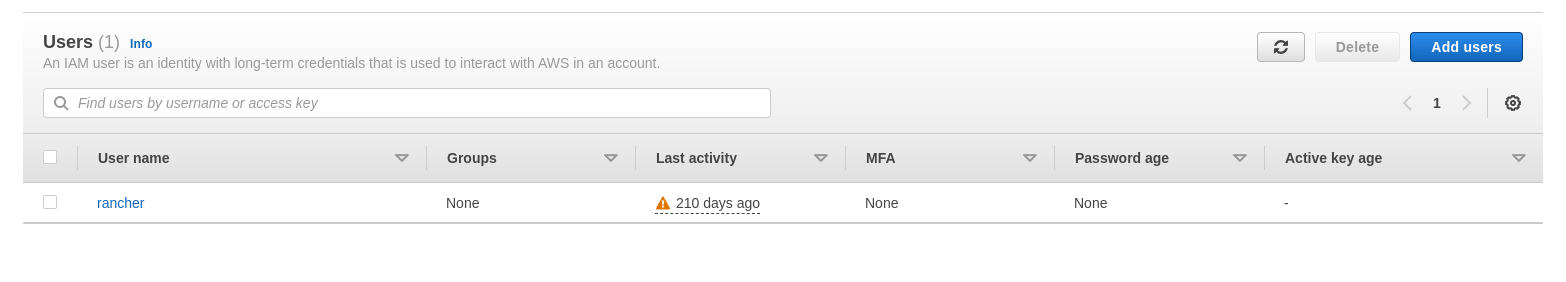 Users (1) Info
An IAM user is an identity with long-term credentials that is used to interact with AWS in an account.
Delete
Add users
Find users by username or access key
1
User name Groups Last activity MFA Password age Active key age
rancher None 210 days ago None None -